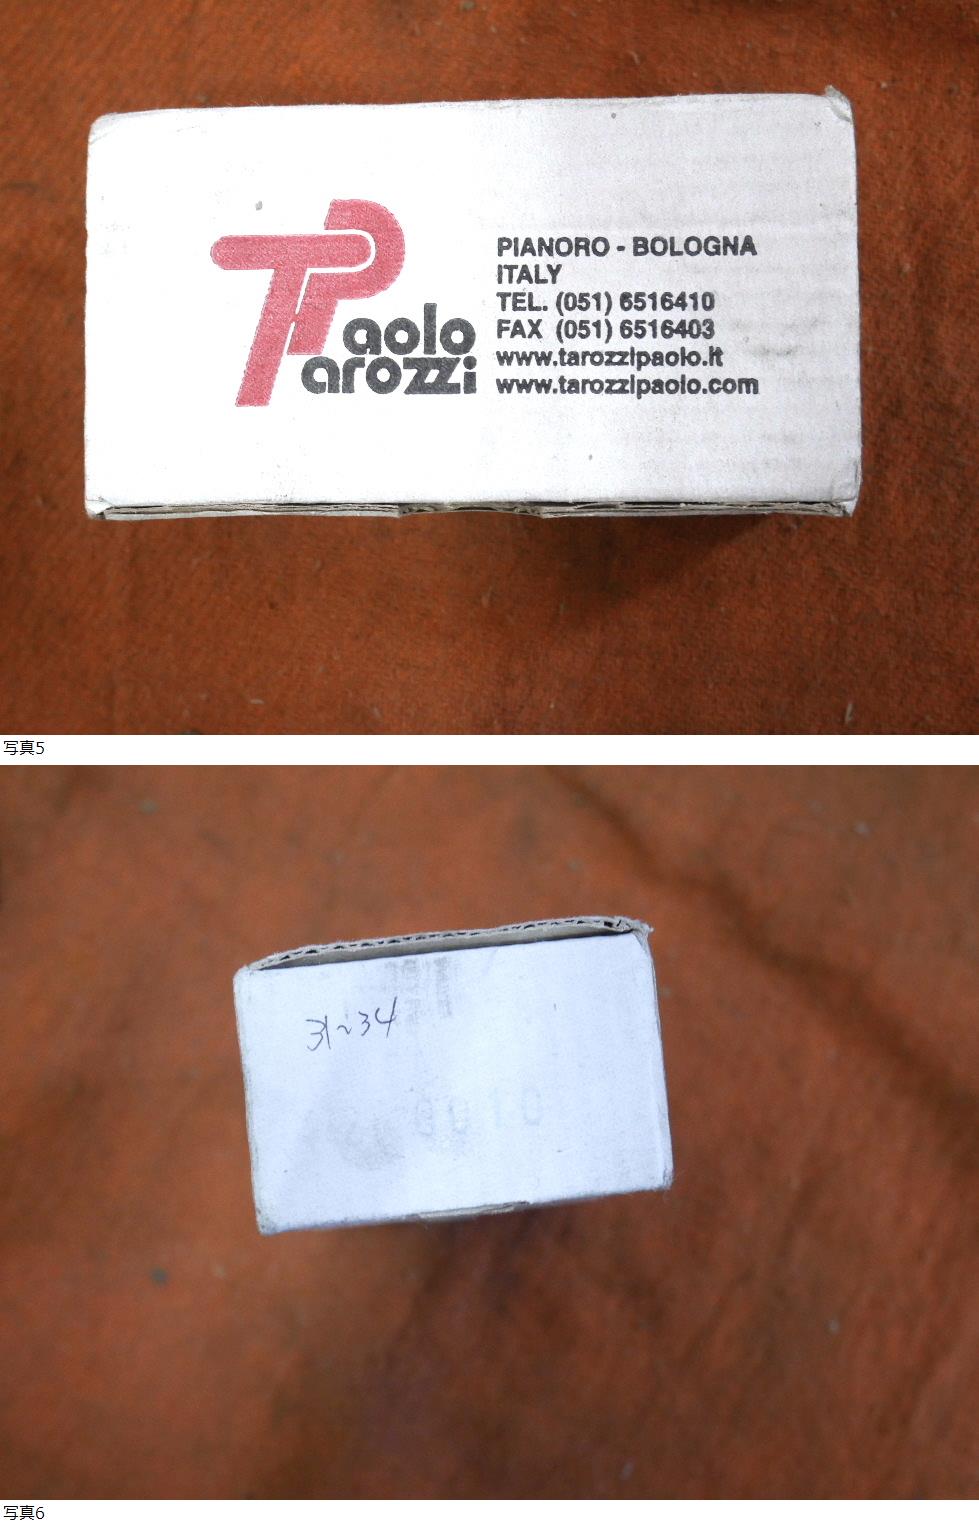 Paolo
Tarozzi
PIANORO - BOLOGNA
ITALY
TEL. (051) 6516410
FAX (051) 6516403
www.tarozzipaolo.it
www.tarozzipaolo.com
写真5
31~34
0010
写真6